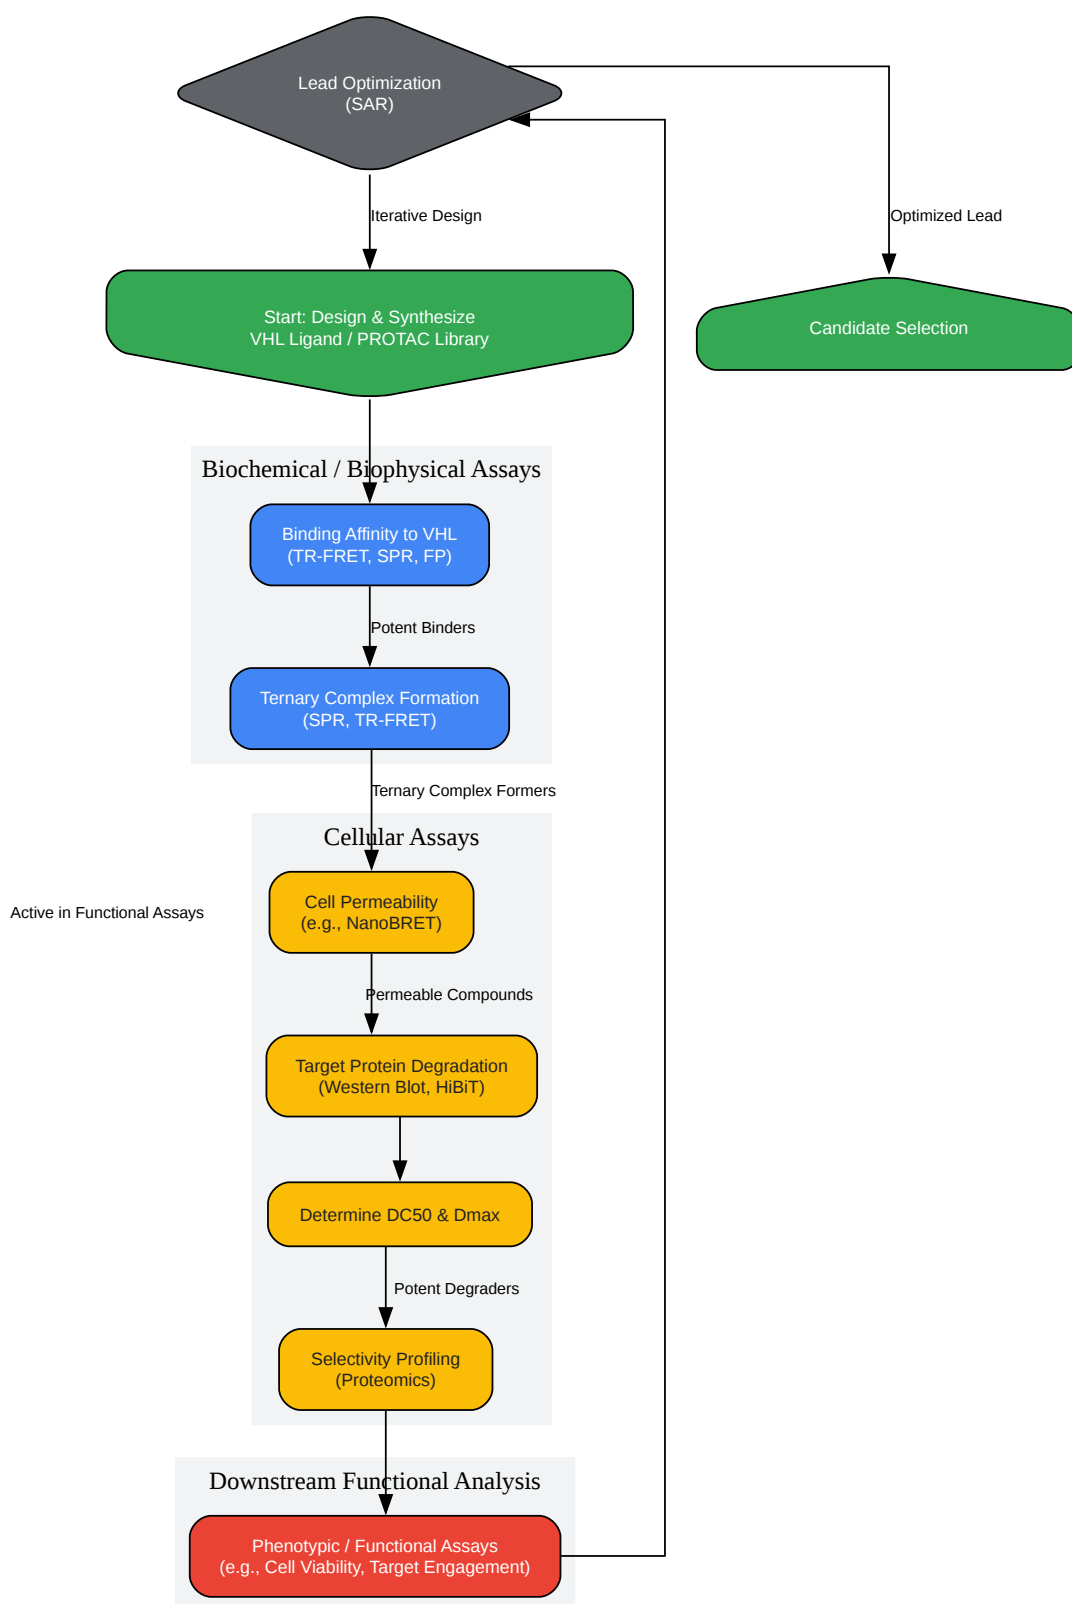 Lead Optimization
(SAR)
Iterative Design
Optimized Lead
Start: Design & Synthesize
VHL Ligand / PROTAC Library
Candidate Selection
Biochemical / Biophysical Assays
Binding Affinity to VHL
(TR-FRET, SPR, FP)
Potent Binders
Ternary Complex Formation
(SPR, TR-FRET)
Ternary Complex Formers
Cellular Assays
Cell Permeability
(e.g., NanoBRET)
Active in Functional Assays
Permeable Compounds
Target Protein Degradation
(Western Blot, HiBiT)
Determine DC50 & Dmax
Potent Degraders
Selectivity Profiling
(Proteomics)
Downstream Functional Analysis
Phenotypic / Functional Assays
(e.g., Cell Viability, Target Engagement)